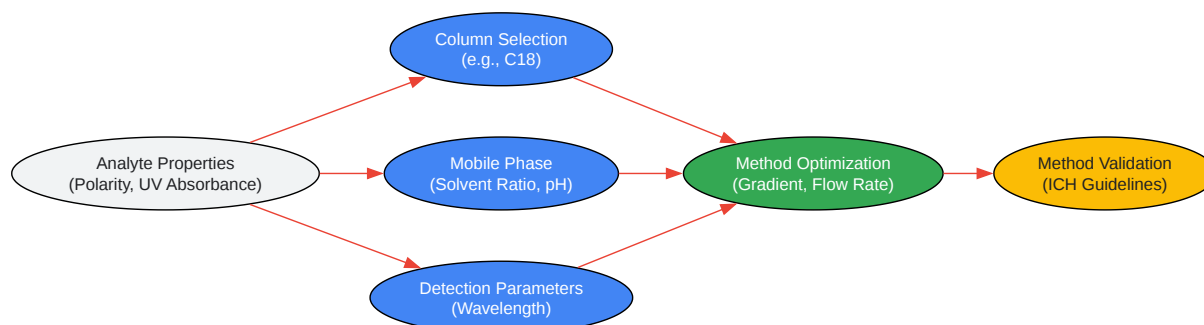 Column Selection
(e.g., C18)
Analyte Properties
(Polarity, UV Absorbance)
Mobile Phase
(Solvent Ratio, pH)
Method Optimization
(Gradient, Flow Rate)
Method Validation
(ICH Guidelines)
Detection Parameters
(Wavelength)